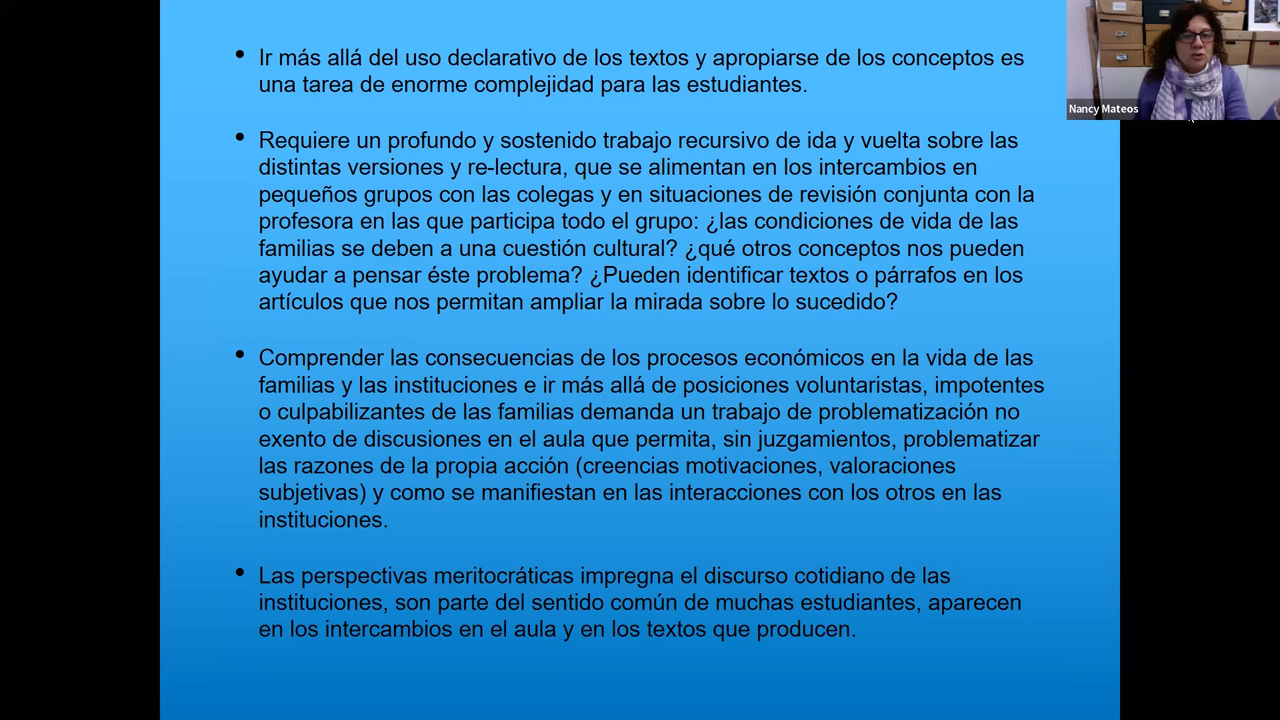 • Ir más allá del uso declarativo de los textos y apropiarse de los conceptos es
una tarea de enorme complejidad para las estudiantes.
• Requiere un profundo y sostenido trabajo recursivo de ida y vuelta sobre las
distintas versiones y re-lectura, que se alimentan en los intercambios en
pequeños grupos con las colegas y en situaciones de revisión conjunta con la
profesora en las que participa todo el grupo: ¿las condiciones de vida de las
familias se deben a una cuestión cultural? ¿qué otros conceptos nos pueden
ayudar a pensar éste problema? ¿Pueden identificar textos o párrafos en los
artículos que nos permitan ampliar la mirada sobre lo sucedido?
• Comprender las consecuencias de los procesos económicos en la vida de las
familias y las instituciones e ir más allá de posiciones voluntaristas, impotentes
o culpabilizantes de las familias demanda un trabajo de problematización no
exento de discusiones en el aula que permita, sin juzgamientos, problematizar
las razones de la propia acción (creencias motivaciones, valoraciones
subjetivas) y como se manifiestan en las interacciones con los otros en las
instituciones.
• Las perspectivas meritocráticas impregna el discurso cotidiano de las
instituciones, son parte del sentido común de muchas estudiantes, aparecen
en los intercambios en el aula y en los textos que producen.
Nancy Mateos